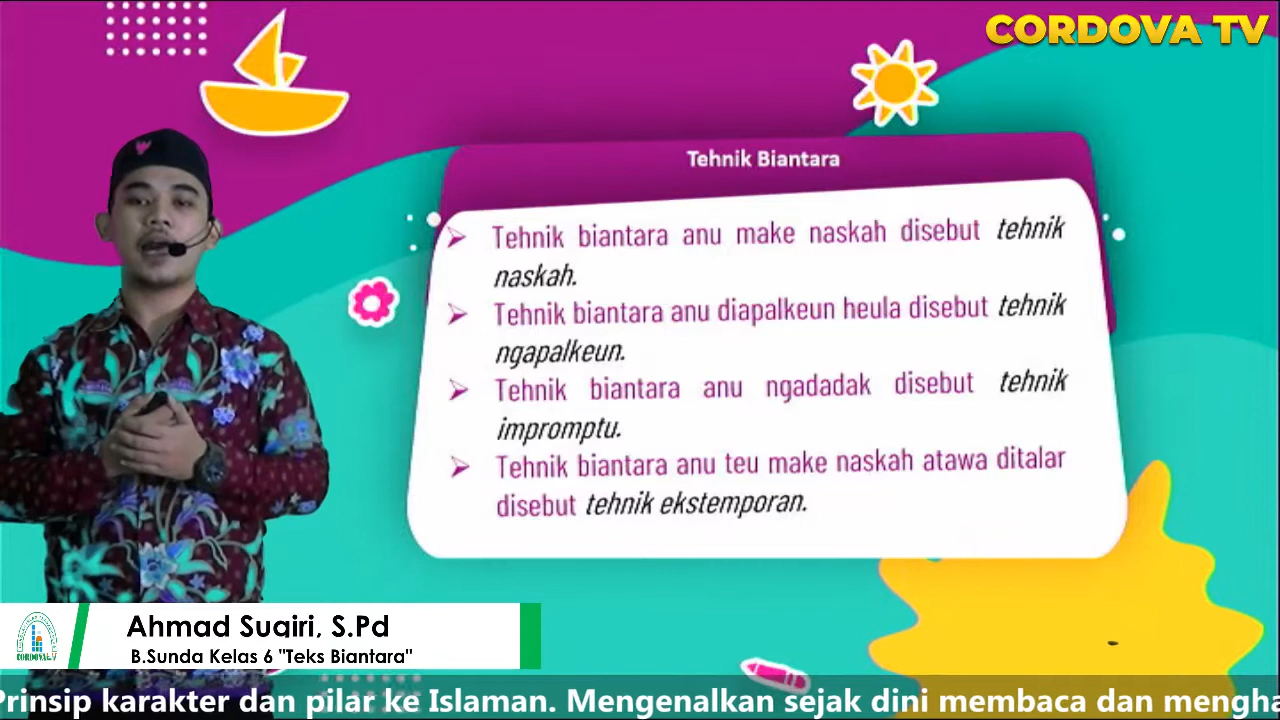 CORDOVA TV
Tehnik Biantara
Tehnik biantara anu make naskah disebut tehnik
naskah.
Tehnik biantara anu diapalkeun heula disebut tehnik
ngapalkeun.
Tehnik biantara anu ngadadak disebut tehnik
impromptu.
Tehnik biantara anu teu make naskah atawa ditalar
disebut tehnik ekstemporan.
Ahmad Suqiri, S.Pd
B.Sunda Kelas 6 "Teks Biantara"
CORDOVA TV
Prinsip karakter dan pilar ke Islaman. Mengenalkan sejak dini membaca dan mengha